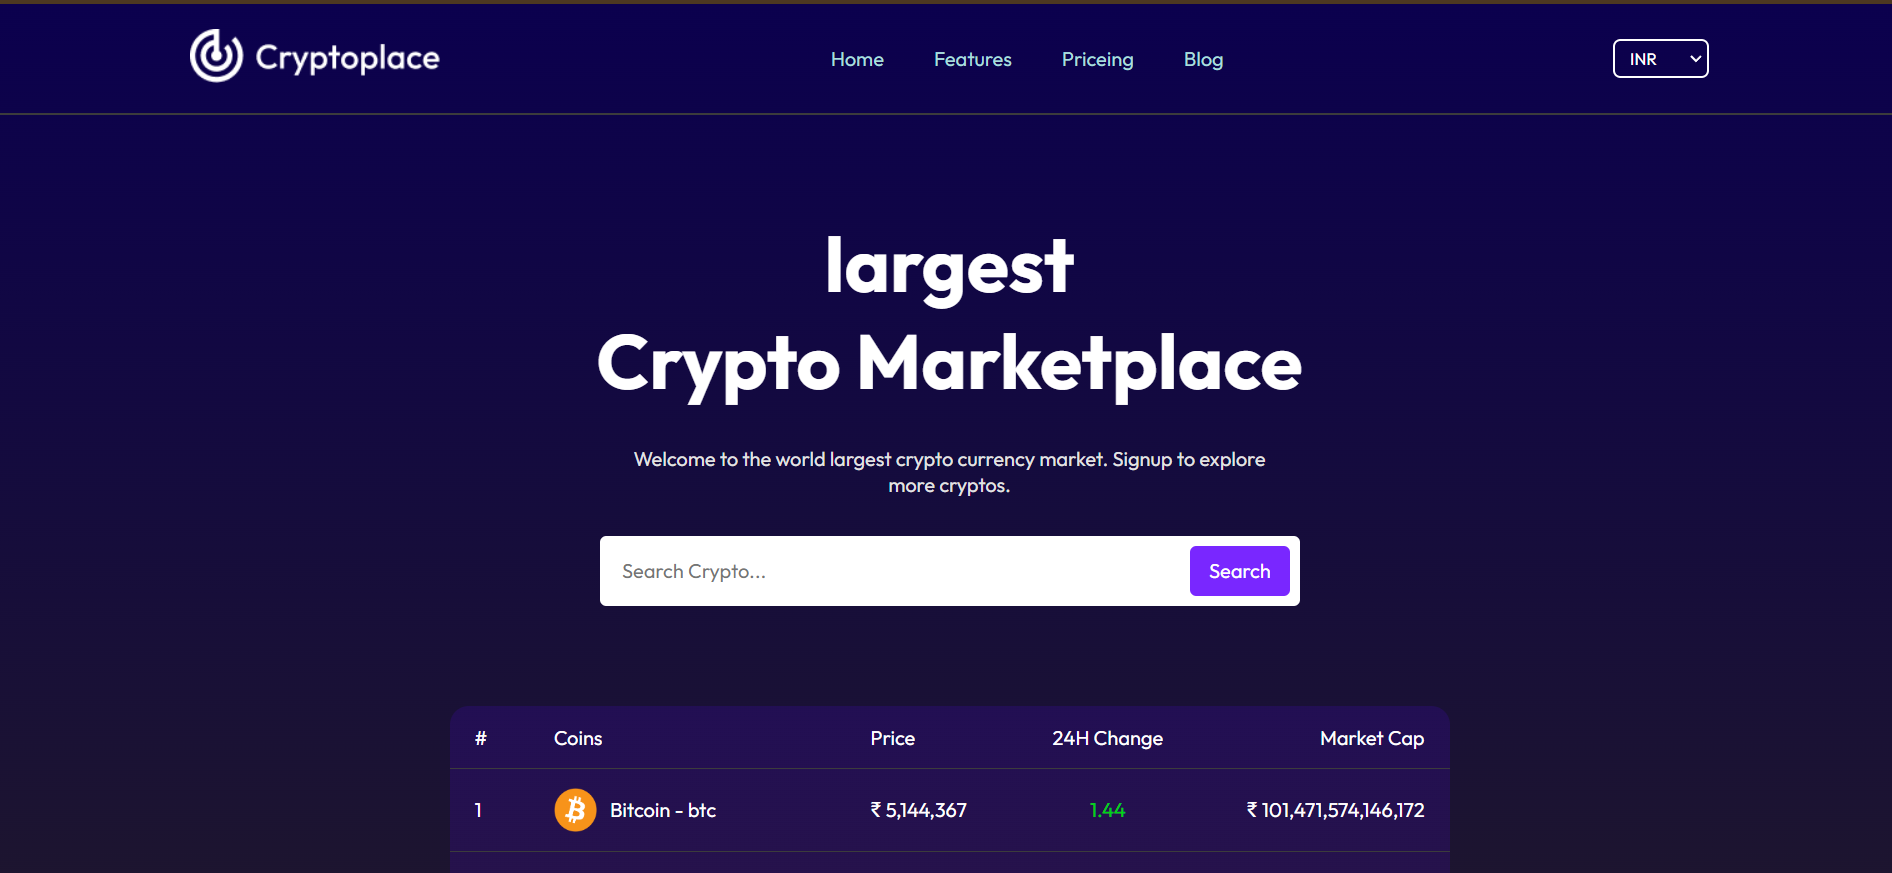 Cryptoplace
Home Features Priceing Blog
INR
largest
Crypto Marketplace
Welcome to the world largest crypto currency market. Signup to explore
more cryptos.
Search Crypto... Search
# Coins Price 24H Change Market Cap
1 Bitcoin - btc ₹ 5,144,367 1.44 ₹ 101,471,574,146,172